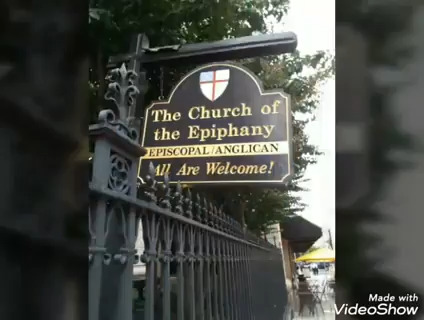 The Church of
the Epiphany
EPISCOPAL/ANGLICAN
All Are Welcome!
Made with
VideoShow